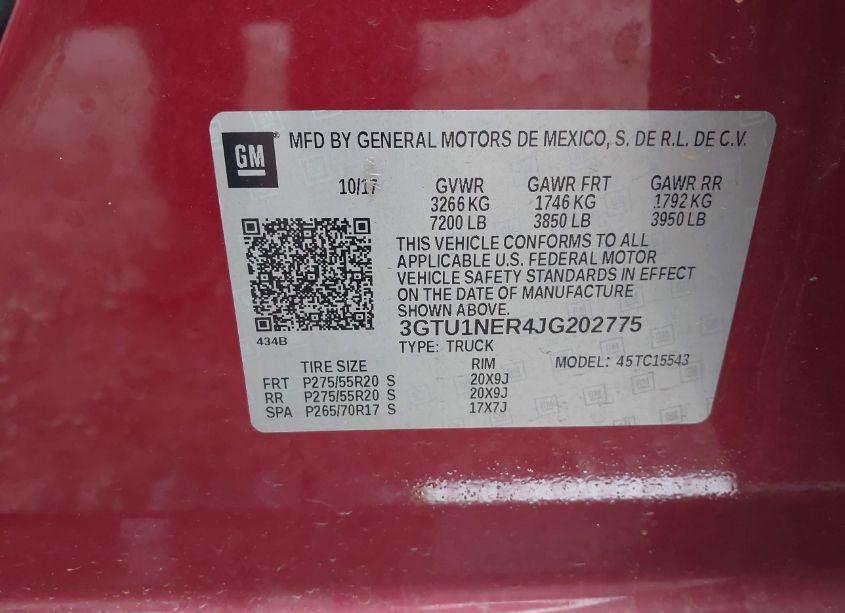 GM
MFD BY GENERAL MOTORS DE MEXICO, S. DE R.L. DE C.V.
10/17 GVWR GAWR FRT GAWR RR
3266 KG 1746 KG 1792 KG
7200 LB 3850 LB 3950 LB
THIS VEHICLE CONFORMS TO ALL
APPLICABLE U.S. FEDERAL MOTOR
VEHICLE SAFETY STANDARDS IN EFFECT
ON THE DATE OF MANUFACTURE
SHOWN ABOVE.
434B
3GTU1NER4JG202775
TYPE: TRUCK
TIRE SIZE RIM MODEL: 45TC15543
FRT P275/55R20 S 20X9J
RR P275/55R20 S 20X9J
SPA P265/70R17 S 17X7J